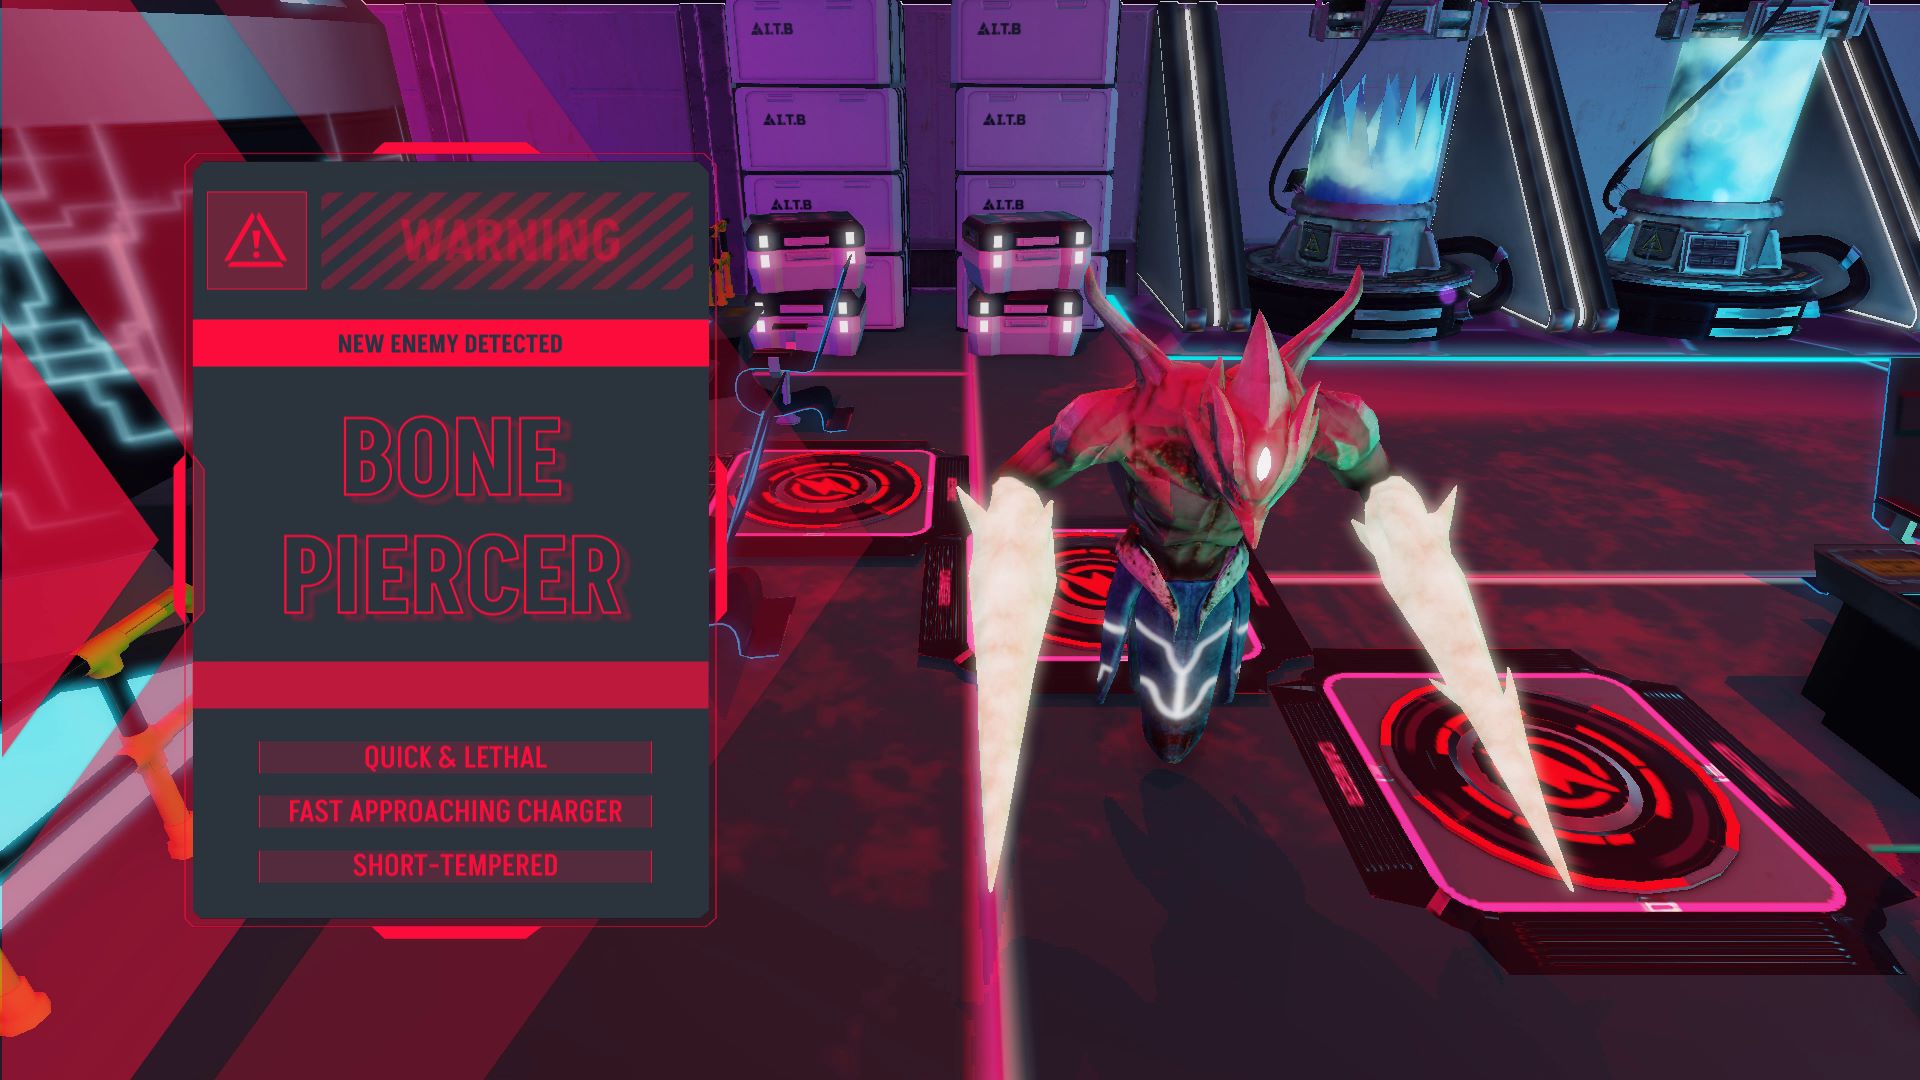 A.I.T.B
A.I.T.B
A.I.T.B
A.I.T.B
A.I.T.B
A.I.T.B
WARNING
NEW ENEMY DETECTED
BONE
PIERCER
QUICK & LETHAL
FAST APPROACHING CHARGER
SHORT-TEMPERED